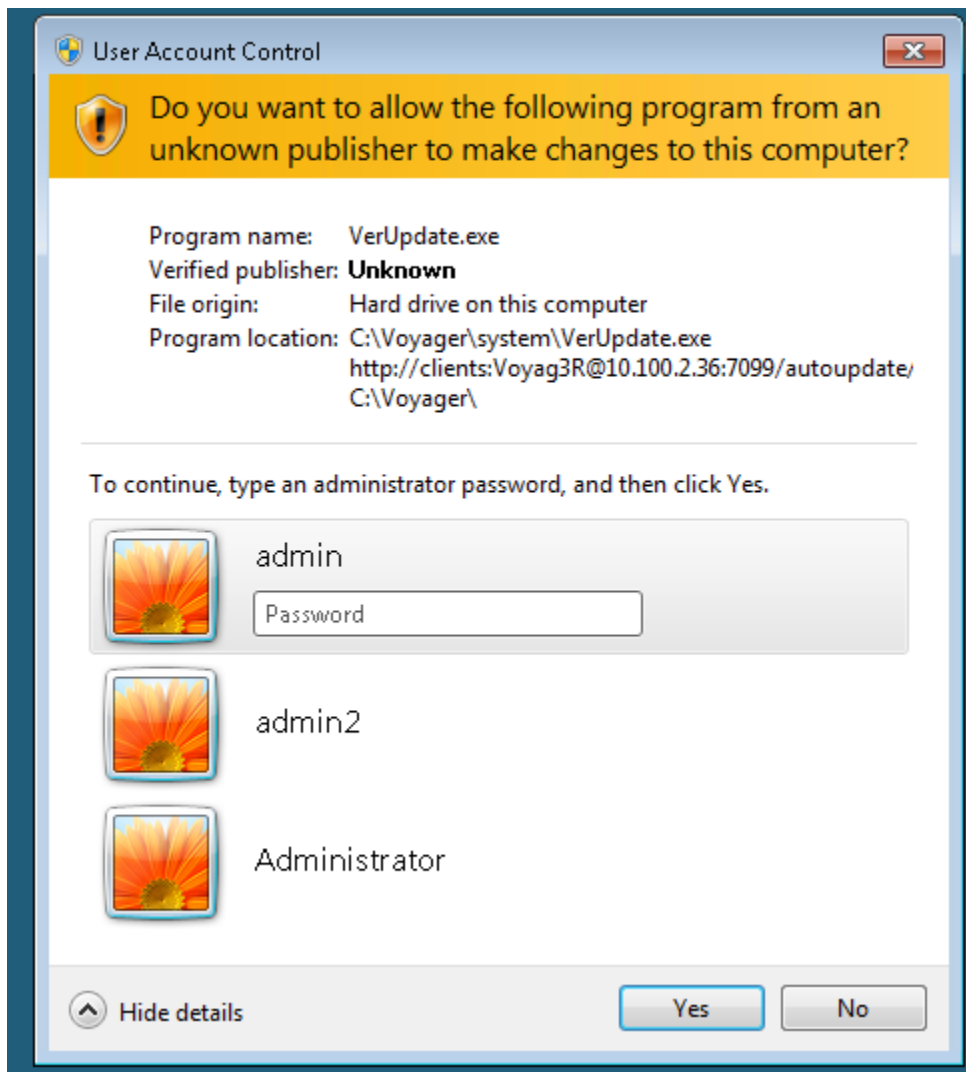 User Account Control
Do you want to allow the following program from an
unknown publisher to make changes to this computer?
Program name: VerUpdate.exe
Verified publisher: Unknown
File origin: Hard drive on this computer
Program location: C:\Voyager\system\VerUpdate.exe
http://clients:Voyag3R@10.100.2.36:7099/autoupdate/
C:\Voyager\
To continue, type an administrator password, and then click Yes.
admin
Password
admin2
Administrator
Hide details
Yes
No